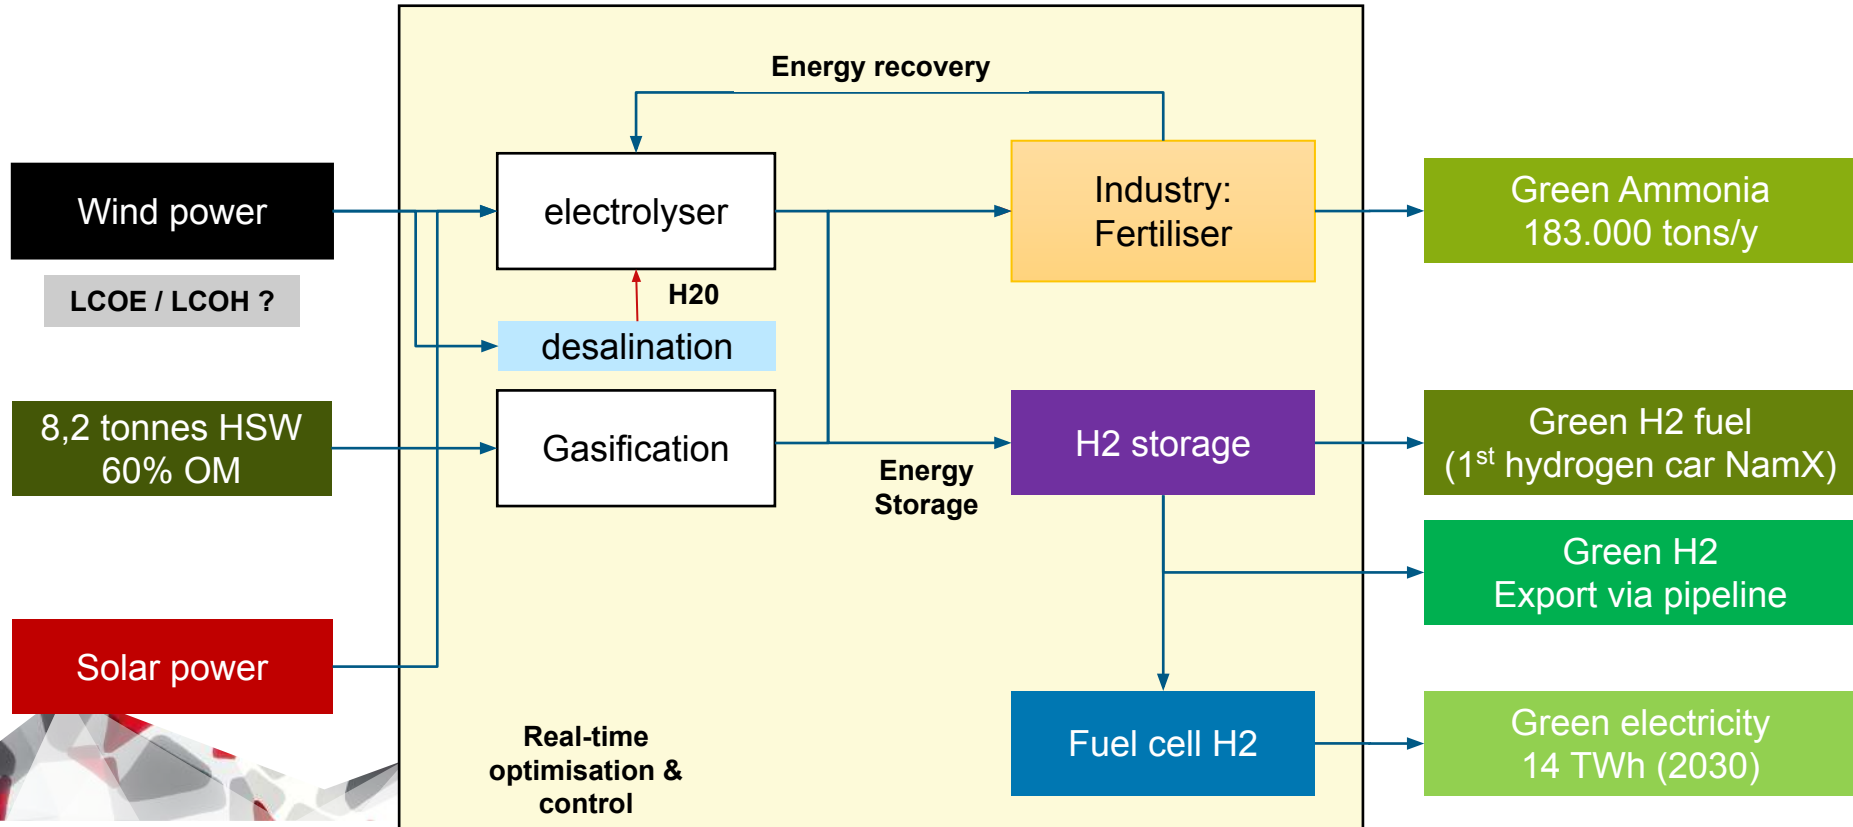 Energy recovery
Wind power
electrolyser
Industry:
Fertiliser
Green Ammonia
183.000 tons/y
LCOE / LCOH ?
H20
desalination
8,2 tonnes HSW
60% OM
Gasification
Energy
Storage
H2 storage
Green H2 fuel
(1st hydrogen car NamX)
Green H2
Export via pipeline
Solar power
Real-time
optimisation &
control
Fuel cell H2
Green electricity
14 TWh (2030)